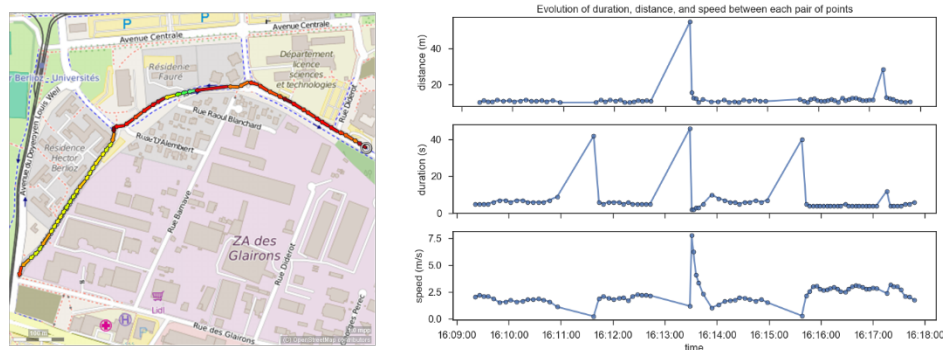 Avenue Centrale
P
P
Avenue Centrale
Résidenie
Faure
Département
licence
sciences
et technologies
Berlioz - Universités
Rue Diderot
Avenue du Doyen Louis Weil
Rue Raoul Blanchard
Rue D'Alembert
Résidence
Hector
Berlioz
Rue Barnave
ZA des
Glairons
Rue Diderot
Lidl
H
P
Rue des Glairons
Evolution of duration, distance, and speed between each pair of points
distance (m)
40
20
duration (s)
40
20
0
speed (m/s)
7.5
5.0
2.5
0.0
16:09:00 16:10:00 16:11:00 16:12:00 16:13:00 16:14:00 16:15:00 16:16:00 16:17:00 16:18:00
time